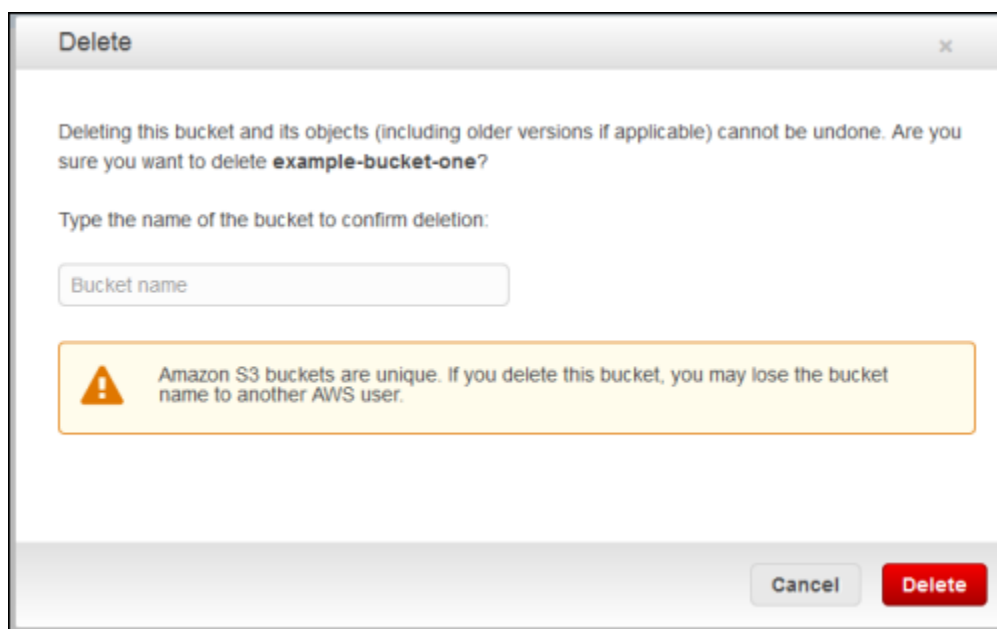 Delete
×
Deleting this bucket and its objects (including older versions if applicable) cannot be undone. Are you
sure you want to delete example-bucket-one?
Type the name of the bucket to confirm deletion:
Bucket name
Amazon S3 buckets are unique. If you delete this bucket, you may lose the bucket
name to another AWS user.
Cancel
Delete